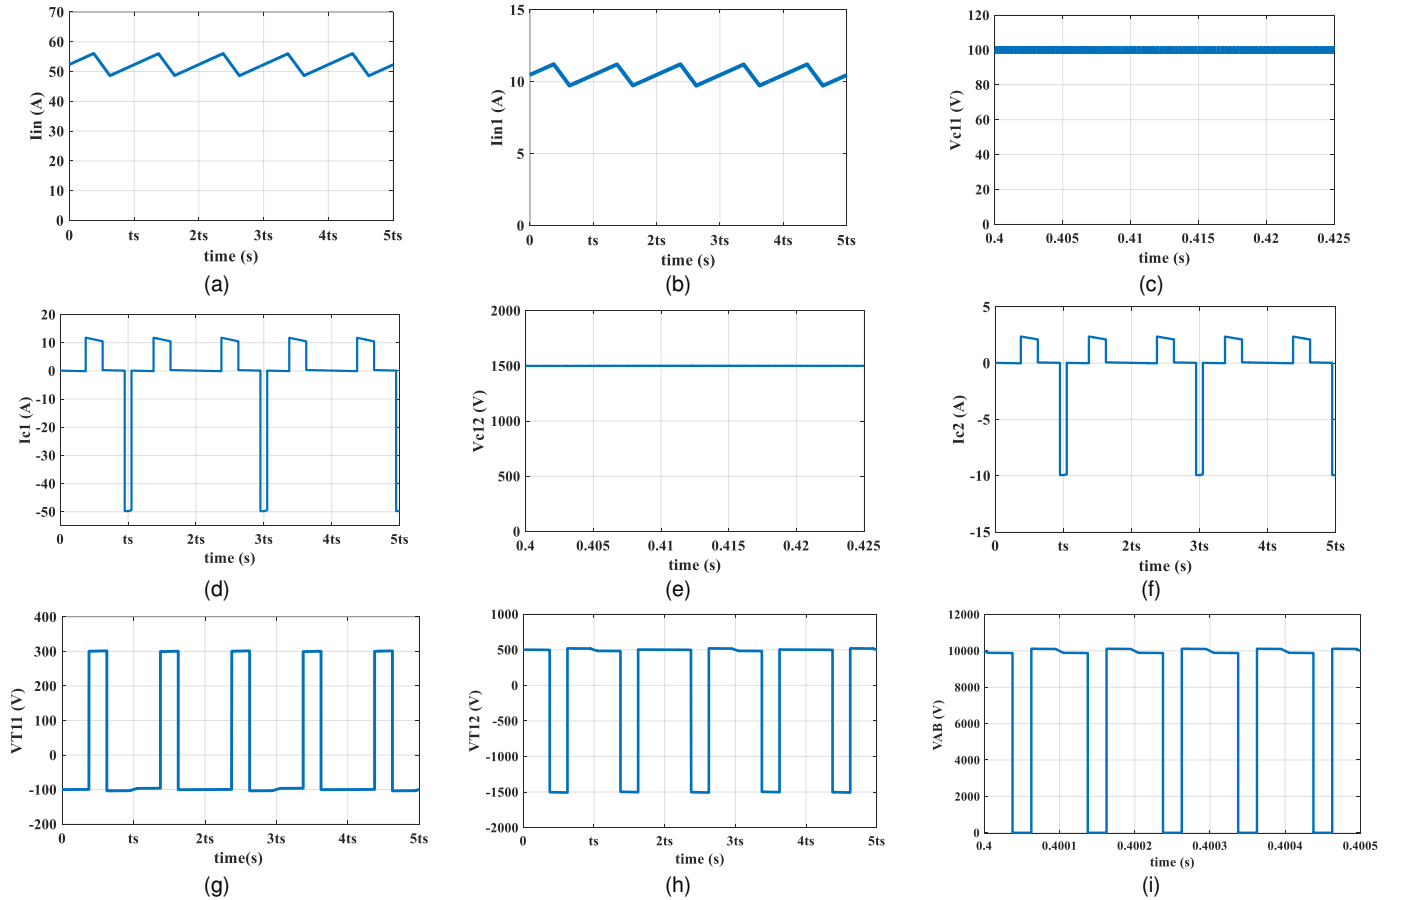 70
60
50
40
30
20
10
0
Iin (A)
0 ts 2ts 3ts 4ts 5ts
time (s)
(a)
15
10
5
0
Iin1 (A)
0 ts 2ts 3ts 4ts 5ts
time (s)
(b)
120
100
80
60
40
20
0
Vc11 (V)
0.4 0.405 0.41 0.415 0.42 0.425
time (s)
(c)
20
10
0
-10
-20
-30
-40
-50
Ic1 (A)
0 ts 2ts 3ts 4ts 5ts
time (s)
(d)
2000
1500
1000
500
0
Vc12 (V)
0.4 0.405 0.41 0.415 0.42 0.425
time (s)
(e)
5
0
-5
-10
-15
Ic2 (A)
0 ts 2ts 3ts 4ts 5ts
time (s)
(f)
400
300
200
100
0
-100
-200
VT11 (V)
0 ts 2ts 3ts 4ts 5ts
time(s)
(g)
1000
500
0
-500
-1000
-1500
-2000
VT12 (V)
0 ts 2ts 3ts 4ts 5ts
time (s)
(h)
12000
10000
8000
6000
4000
2000
0
VAB (V)
0.4 0.4001 0.4002 0.4003 0.4004 0.4005
time (s)
(i)